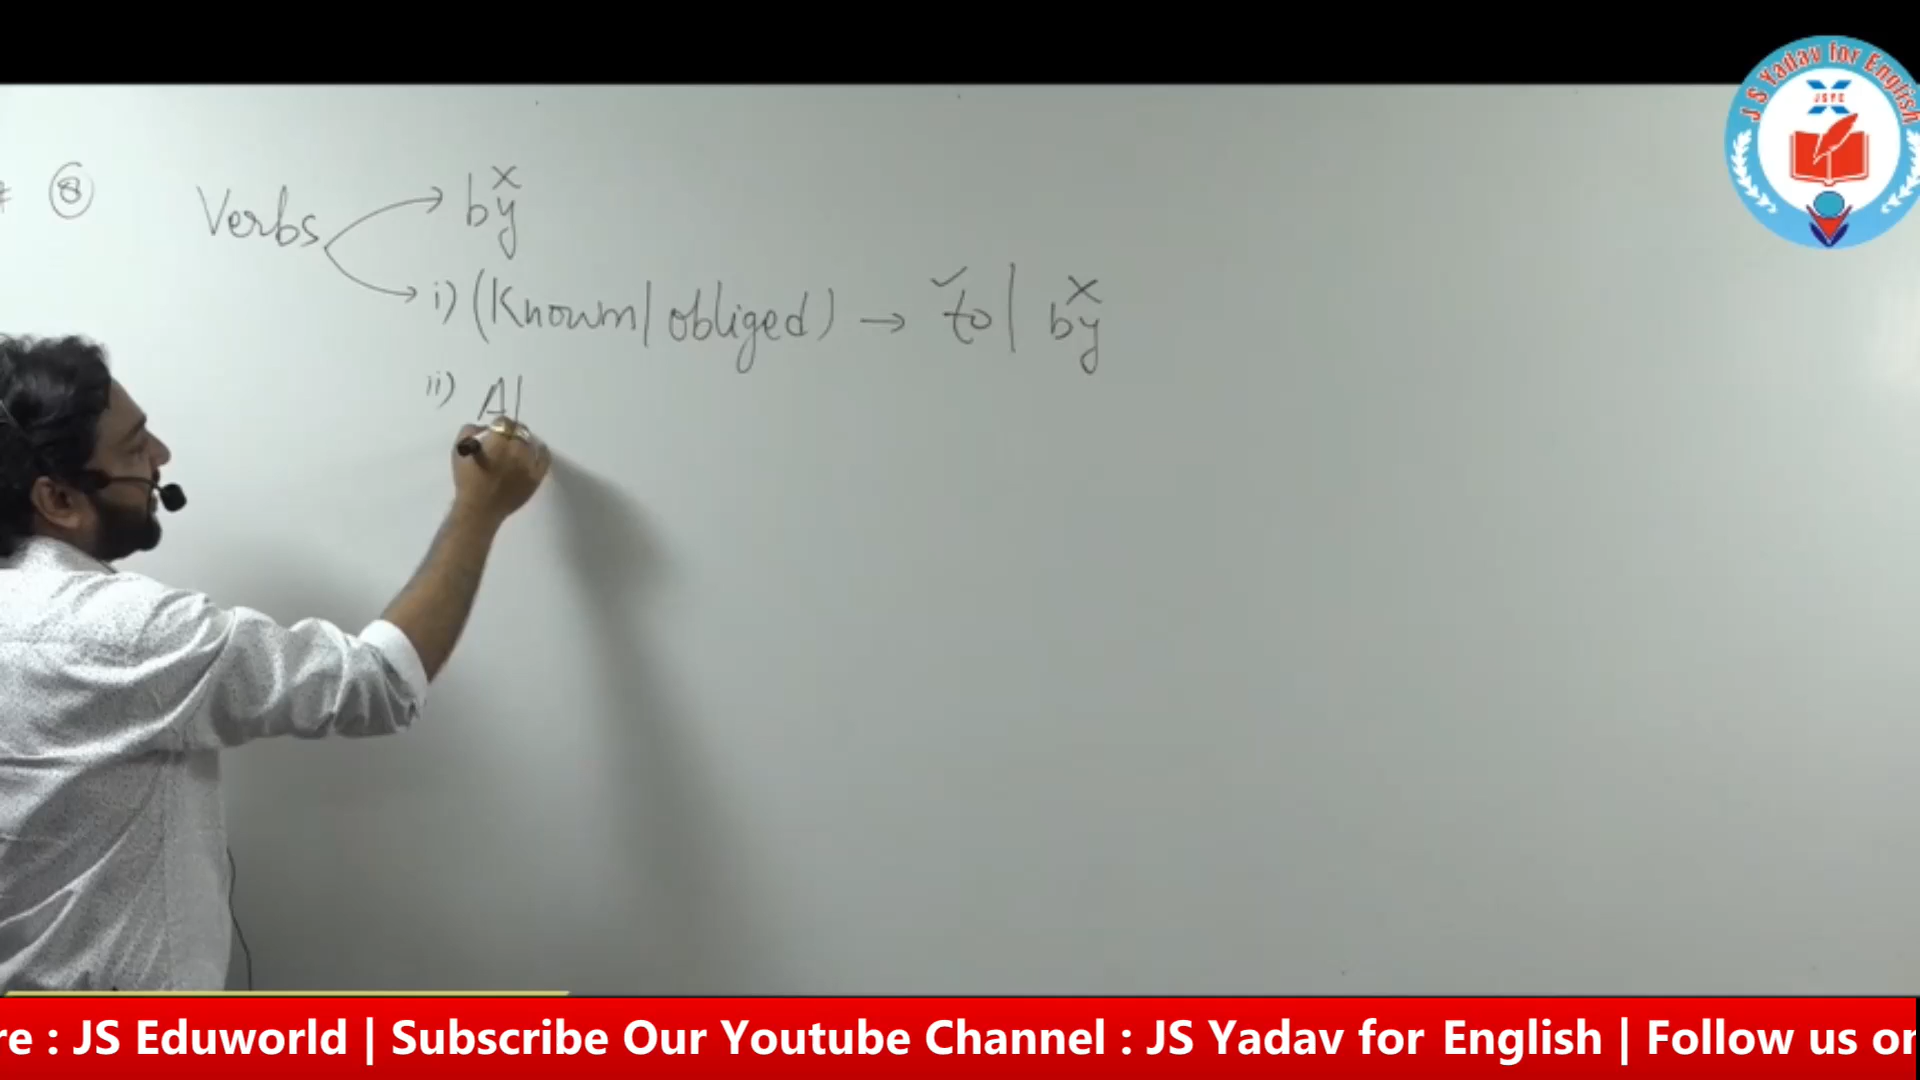 J S Yadav for English
JSYC
# ⑧ Verbs → by x
→ i) (Known | obliged) → ✓to | by x
ii) Al
re : JS Eduworld | Subscribe Our Youtube Channel : JS Yadav for English | Follow us on